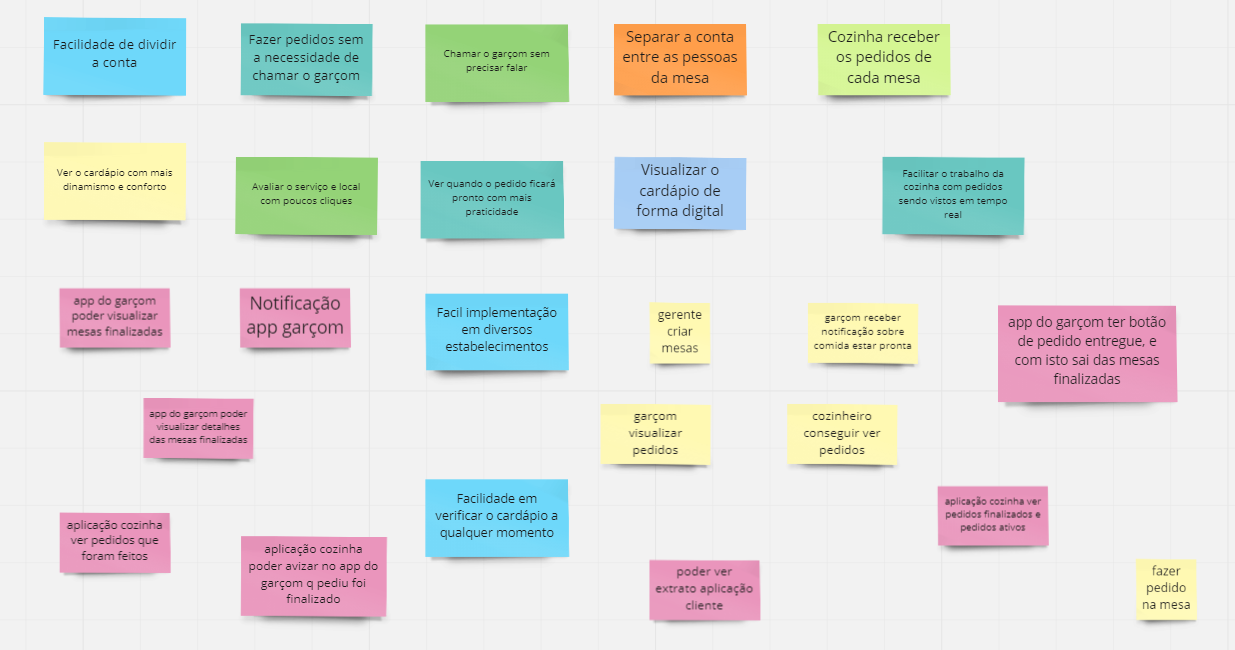 Facilidade de dividir
a conta
Fazer pedidos sem
a necessidade de
chamar o garçom
Chamar o garçom sem
precisar falar
Separar a conta
entre as pessoas
da mesa
Cozinha receber
os pedidos de
cada mesa
Ver o cardápio com mais
dinamismo e conforto
Avaliar o serviço e local
com poucos cliques
Ver quando o pedido ficará
pronto com mais
praticidade
Visualizar o
cardápio de
forma digital
Facilitar o trabalho da
cozinha com pedidos
sendo vistos em tempo
real
app do garçom
poder visualizar
mesas finalizadas
Notificação
app garçom
Facil implementação
em diversos
estabelecimentos
gerente
criar
mesas
garçom receber
notificação sobre
comida estar pronta
app do garçom ter botão
de pedido entregue, e
com isto sai das mesas
finalizadas
app do garçom poder
visualizar detalhes
das mesas finalizadas
garçom
visualizar
pedidos
cozinheiro
conseguir ver
pedidos
Facilidade em
verificar o cardápio a
qualquer momento
aplicação cozinha ver
pedidos finalizados e
pedidos ativos
aplicação cozinha
ver pedidos que
foram feitos
aplicação cozinha
poder avizar no app do
garçom q pediu foi
finalizado
poder ver
extrato aplicação
cliente
fazer
pedido
na mesa